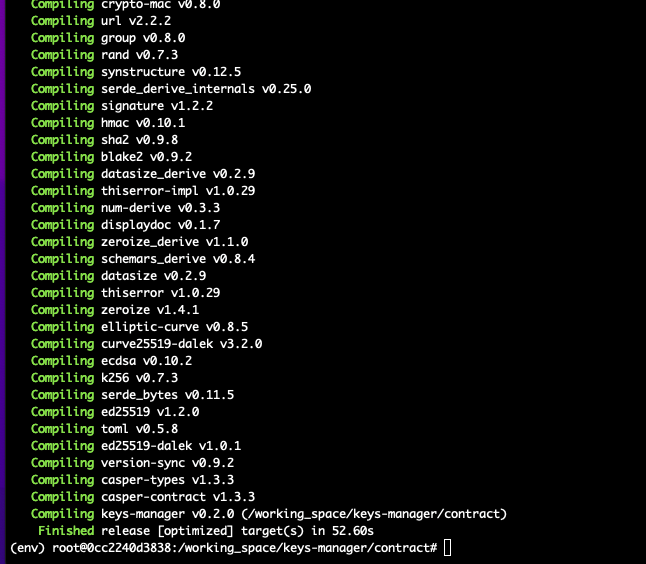 Compiling crypto-mac v0.8.0
Compiling url v2.2.2
Compiling group v0.8.0
Compiling rand v0.7.3
Compiling synstructure v0.12.5
Compiling serde_derive_internals v0.25.0
Compiling signature v1.2.2
Compiling hmac v0.10.1
Compiling sha2 v0.9.8
Compiling blake2 v0.9.2
Compiling datasize_derive v0.2.9
Compiling thiserror-impl v1.0.29
Compiling num-derive v0.3.3
Compiling displaydoc v0.1.7
Compiling zeroize_derive v1.1.0
Compiling schemars_derive v0.8.4
Compiling datasize v0.2.9
Compiling thiserror v1.0.29
Compiling zeroize v1.4.1
Compiling elliptic-curve v0.8.5
Compiling curve25519-dalek v3.2.0
Compiling ecdsa v0.10.2
Compiling k256 v0.7.3
Compiling serde_bytes v0.11.5
Compiling ed25519 v1.2.0
Compiling toml v0.5.8
Compiling ed25519-dalek v1.0.1
Compiling version-sync v0.9.2
Compiling casper-types v1.3.3
Compiling casper-contract v1.3.3
Compiling keys-manager v0.2.0 (/working_space/keys-manager/contract)
Finished release [optimized] target(s) in 52.60s
(env) root@0cc2240d3838:/working_space/keys-manager/contract#